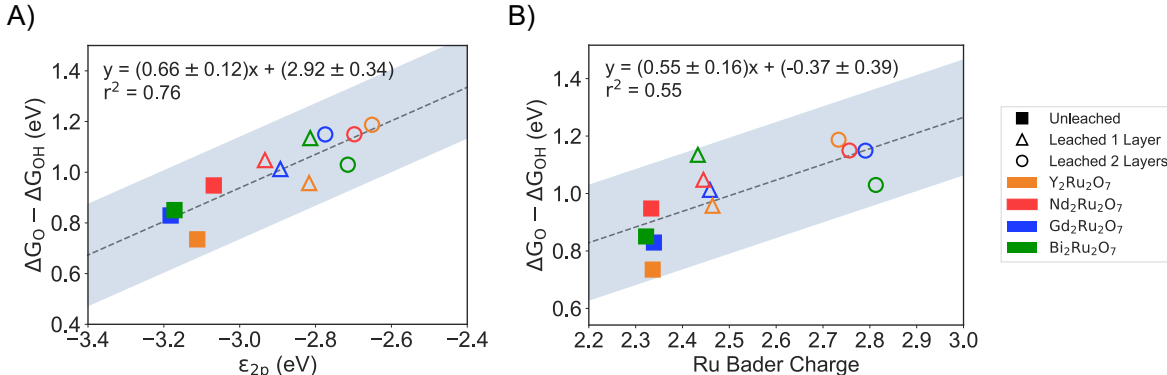 A)
y = (0.66 ± 0.12)x + (2.92 ± 0.34)
r² = 0.76
ΔG_O − ΔG_OH (eV)
1.4
1.2
1.0
0.8
0.6
0.4
−3.4 −3.2 −3.0 −2.8 −2.6 −2.4
ε_2p (eV)
B)
y = (0.55 ± 0.16)x + (-0.37 ± 0.39)
r² = 0.55
ΔG_O − ΔG_OH (eV)
1.4
1.2
1.0
0.8
0.6
2.2 2.3 2.4 2.5 2.6 2.7 2.8 2.9 3.0
Ru Bader Charge
Unleached
Leached 1 Layer
Leached 2 Layers
Y₂Ru₂O₇
Nd₂Ru₂O₇
Gd₂Ru₂O₇
Bi₂Ru₂O₇